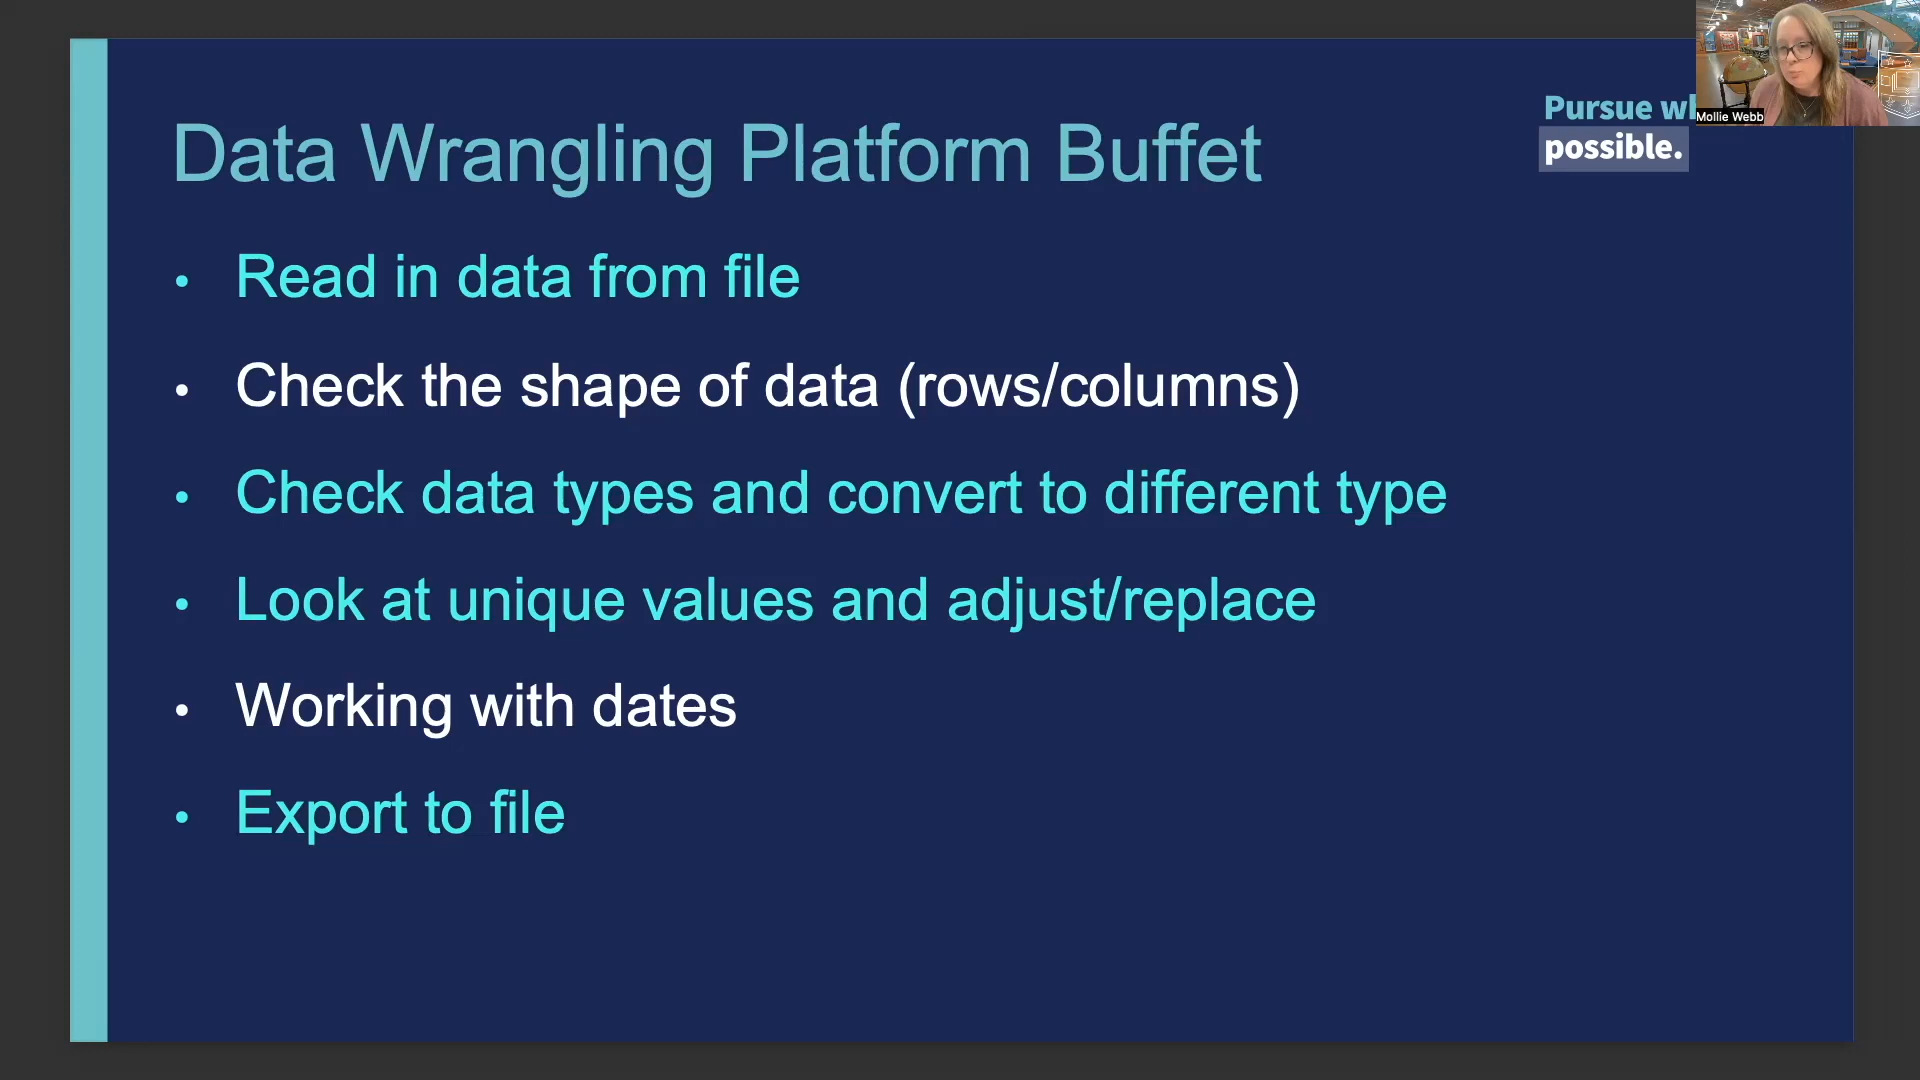 Data Wrangling Platform Buffet
Pursue
possible.
Mollie Webb
• Read in data from file
• Check the shape of data (rows/columns)
• Check data types and convert to different type
• Look at unique values and adjust/replace
• Working with dates
• Export to file